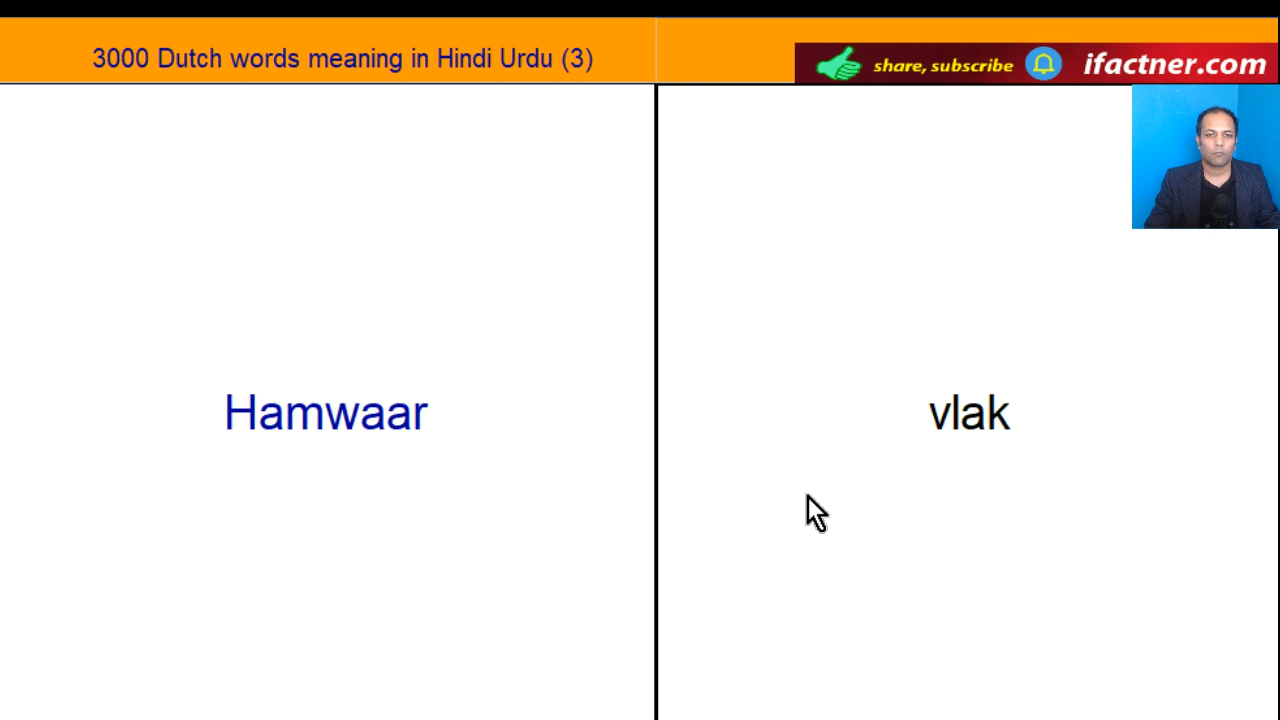 3000 Dutch words meaning in Hindi Urdu (3)
share, subscribe
ifactner.com
Hamwaar
vlak